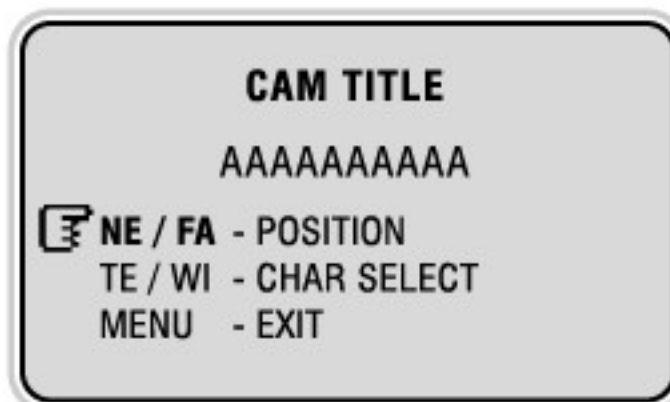 CAM TITLE
AAAAAAAAAA
NE / FA - POSITION
TE / WI - CHAR SELECT
MENU - EXIT